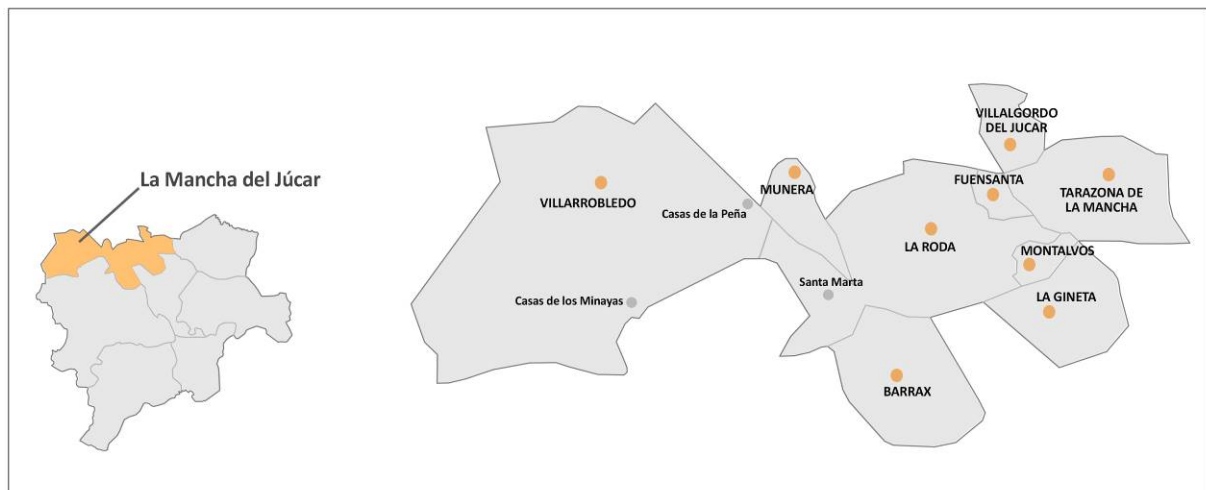 La Mancha del Júcar
VILLALGORDO
DEL JUCAR
MUNERA
FUENSANTA
TARAZONA DE
LA MANCHA
VILLARROBLEDO
Casas de la Peña
LA RODA
MONTALVOS
Santa Marta
Casas de los Minayas
LA GINETA
BARRAX